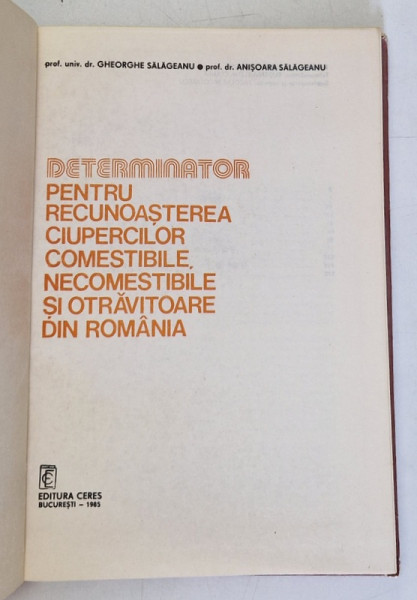 prof. univ. dr. GHEORGHE SĂLĂGEANU ● prof. dr. ANIȘOARA SĂLĂGEANU
DETERMINATOR
PENTRU
RECUNOAȘTEREA
CIUPERCILOR
COMESTIBILE,
NECOMESTIBILE
ȘI OTRĂVITOARE
DIN ROMÂNIA
EDITURA CERES
BUCUREȘTI – 1985